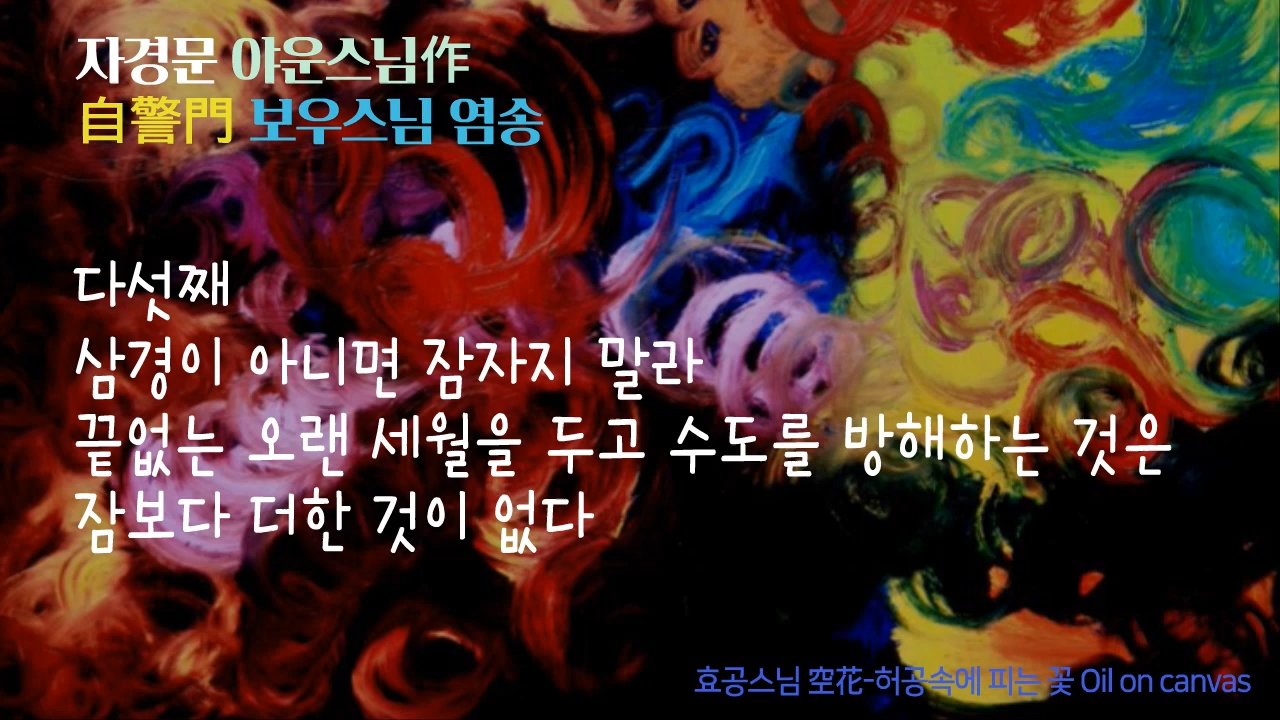 자경문 야운스님作
自警門 보우스님 염송
다섯째
삼경이 아니면 잠자지 말라
끝없는 오랜 세월을 두고 수도를 방해하는 것은
잠보다 더한 것이 없다
효공스님 空花-허공속에 피는 꽃 Oil on canvas